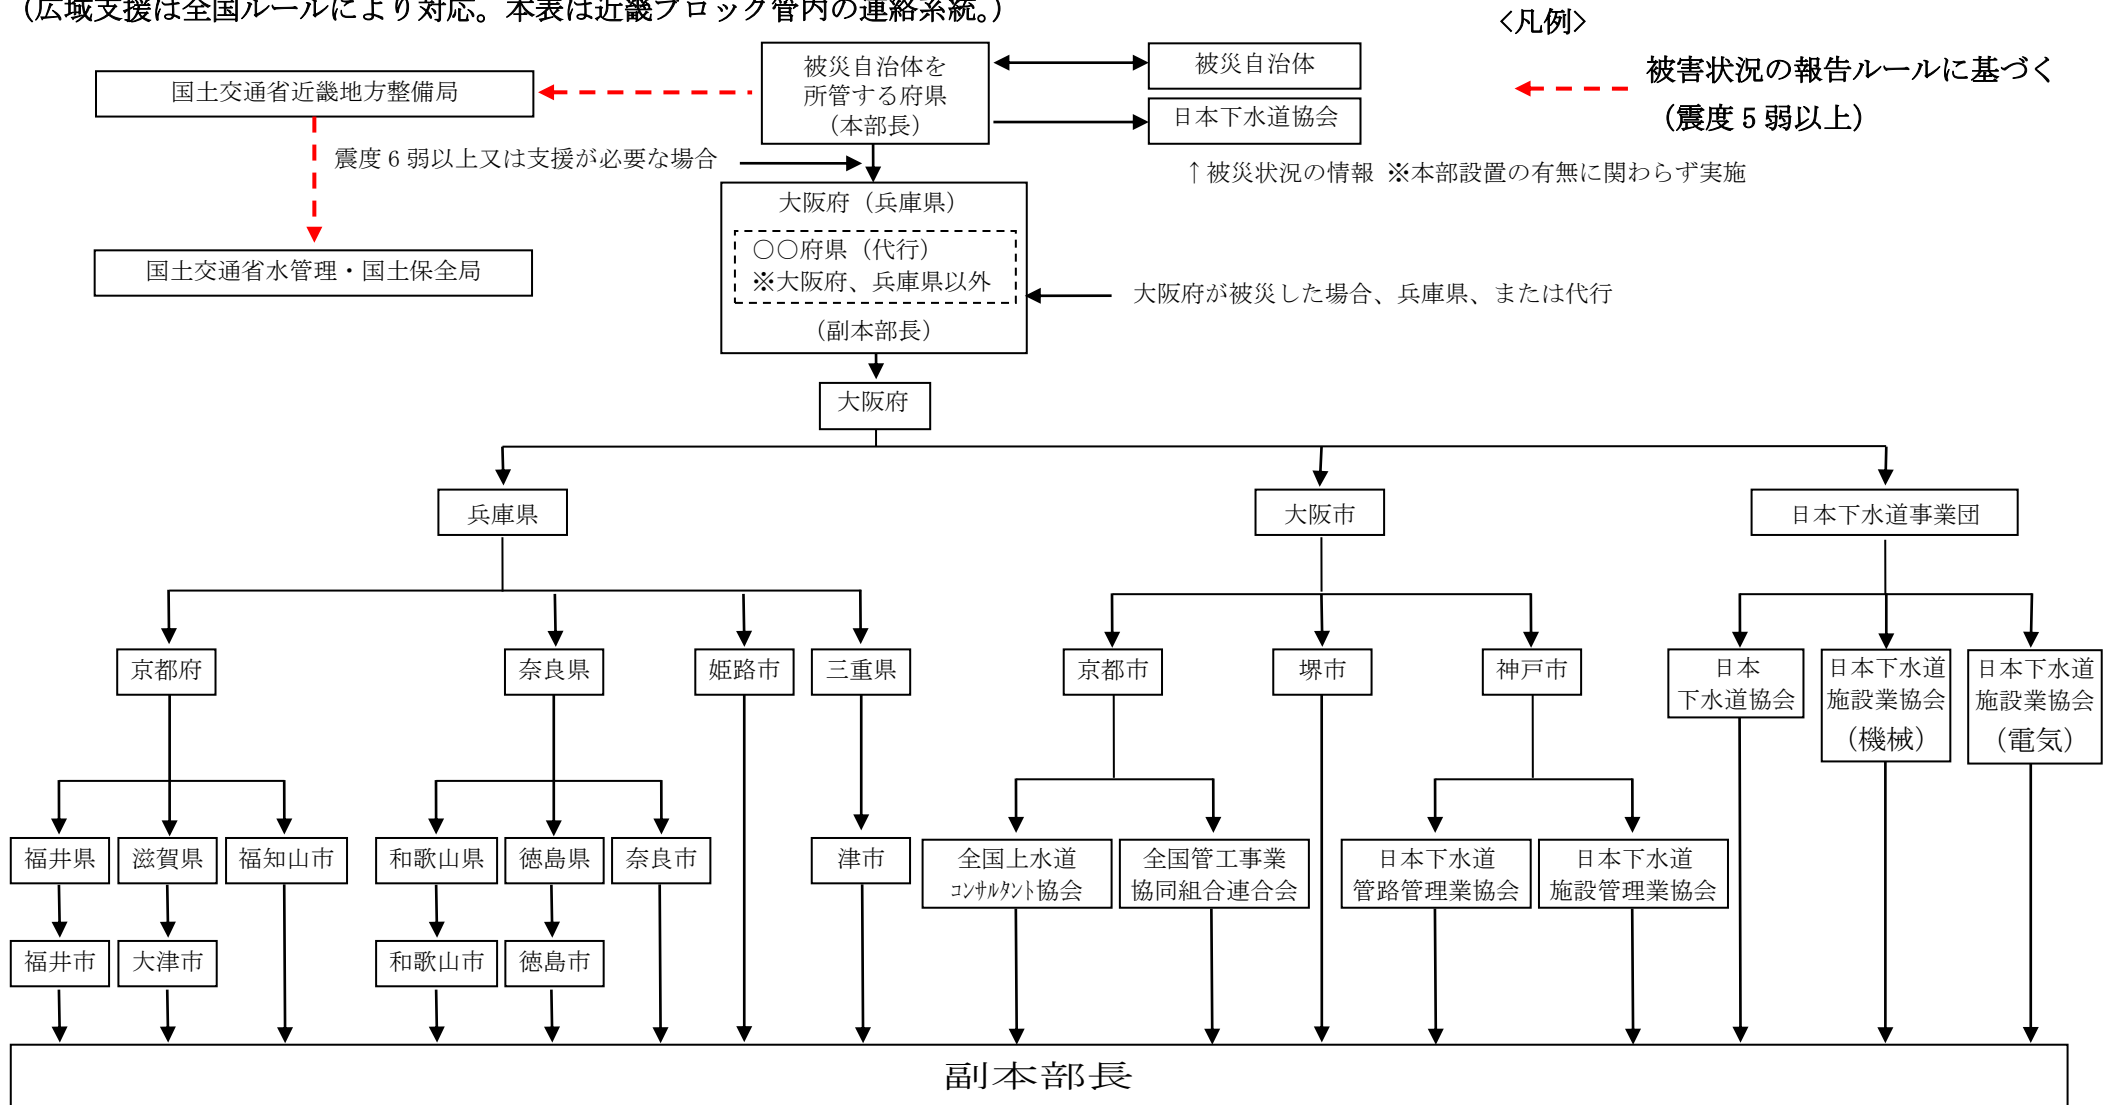 （広域支援は全国ルールにより対応。本表は近畿ブロック管内の連絡系統。）
<凡例>
被害状況の報告ルールに基づく
（震度５弱以上）
国土交通省近畿地方整備局
被災自治体を
所管する府県
（本部長）
被災自治体
日本下水道協会
震度６弱以上又は支援が必要な場合
↑被災状況の情報 ※本部設置の有無に関わらず実施
国土交通省水管理・国土保全局
大阪府（兵庫県）
○○府県（代行）
※大阪府、兵庫県以外
（副本部長）
大阪府が被災した場合、兵庫県、または代行
大阪府
兵庫県
大阪市
日本下水道事業団
京都府
奈良県
姫路市
三重県
京都市
堺市
神戸市
日本
下水道協会
日本下水道
施設業協会
（機械）
日本下水道
施設業協会
（電気）
福井県
滋賀県
福知山市
和歌山県
徳島県
奈良市
津市
全国上水道
ｺﾝｻﾙﾀﾝﾄ協会
全国管工事業
協同組合連合会
日本下水道
管路管理業協会
日本下水道
施設管理業協会
福井市
大津市
和歌山市
徳島市
副本部長